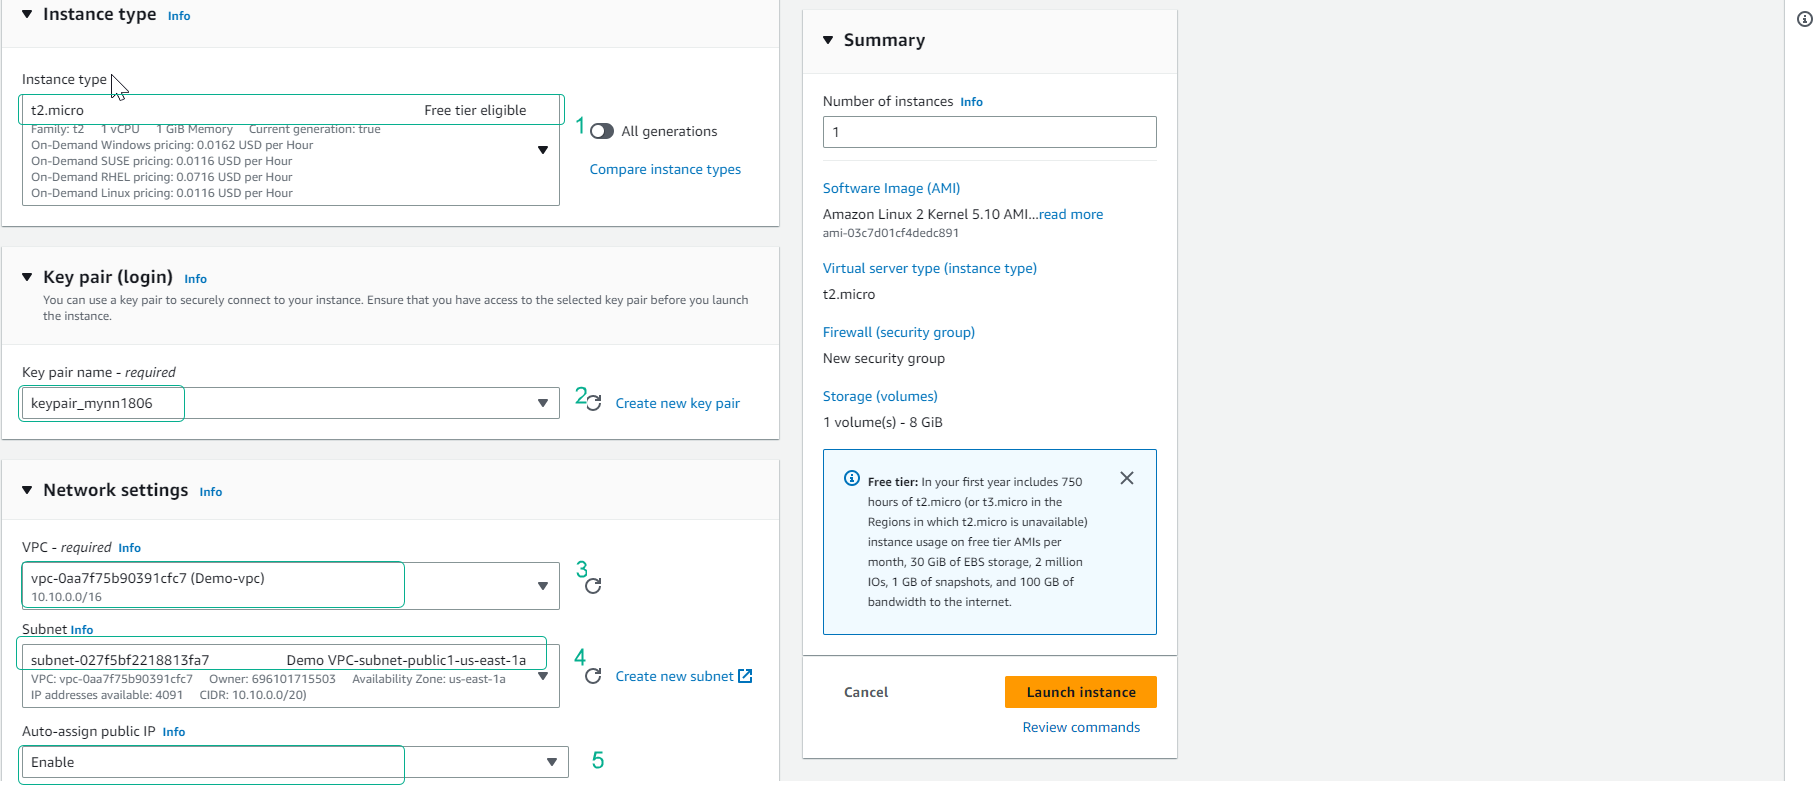 Instance type Info
Instance type
t2.micro Free tier eligible
Family: t2 1 vCPU 1 GiB Memory Current generation: true
On-Demand Windows pricing: 0.0162 USD per Hour
On-Demand SUSE pricing: 0.0116 USD per Hour
On-Demand RHEL pricing: 0.0716 USD per Hour
On-Demand Linux pricing: 0.0116 USD per Hour
1
All generations
Compare instance types
Key pair (login) Info
You can use a key pair to securely connect to your instance. Ensure that you have access to the selected key pair before you launch
the instance.
Key pair name - required
keypair_mynn1806
2
Create new key pair
Network settings Info
VPC - required Info
vpc-0aa7f75b90391cfc7 (Demo-vpc)
10.10.0.0/16
3
Subnet Info
subnet-027f5bf2218813fa7 Demo VPC-subnet-public1-us-east-1a
VPC: vpc-0aa7f75b90391cfc7 Owner: 696101715503 Availability Zone: us-east-1a
IP addresses available: 4091 CIDR: 10.10.0.0/20)
4
Create new subnet
Auto-assign public IP Info
Enable
5
Summary
Number of instances Info
1
Software Image (AMI)
Amazon Linux 2 Kernel 5.10 AMI...read more
ami-03c7d01cf4dedc891
Virtual server type (instance type)
t2.micro
Firewall (security group)
New security group
Storage (volumes)
1 volume(s) - 8 GiB
Free tier: In your first year includes 750
hours of t2.micro (or t3.micro in the
Regions in which t2.micro is unavailable)
instance usage on free tier AMIs per
month, 30 GiB of EBS storage, 2 million
IOs, 1 GB of snapshots, and 100 GB of
bandwidth to the internet.
Cancel
Launch instance
Review commands